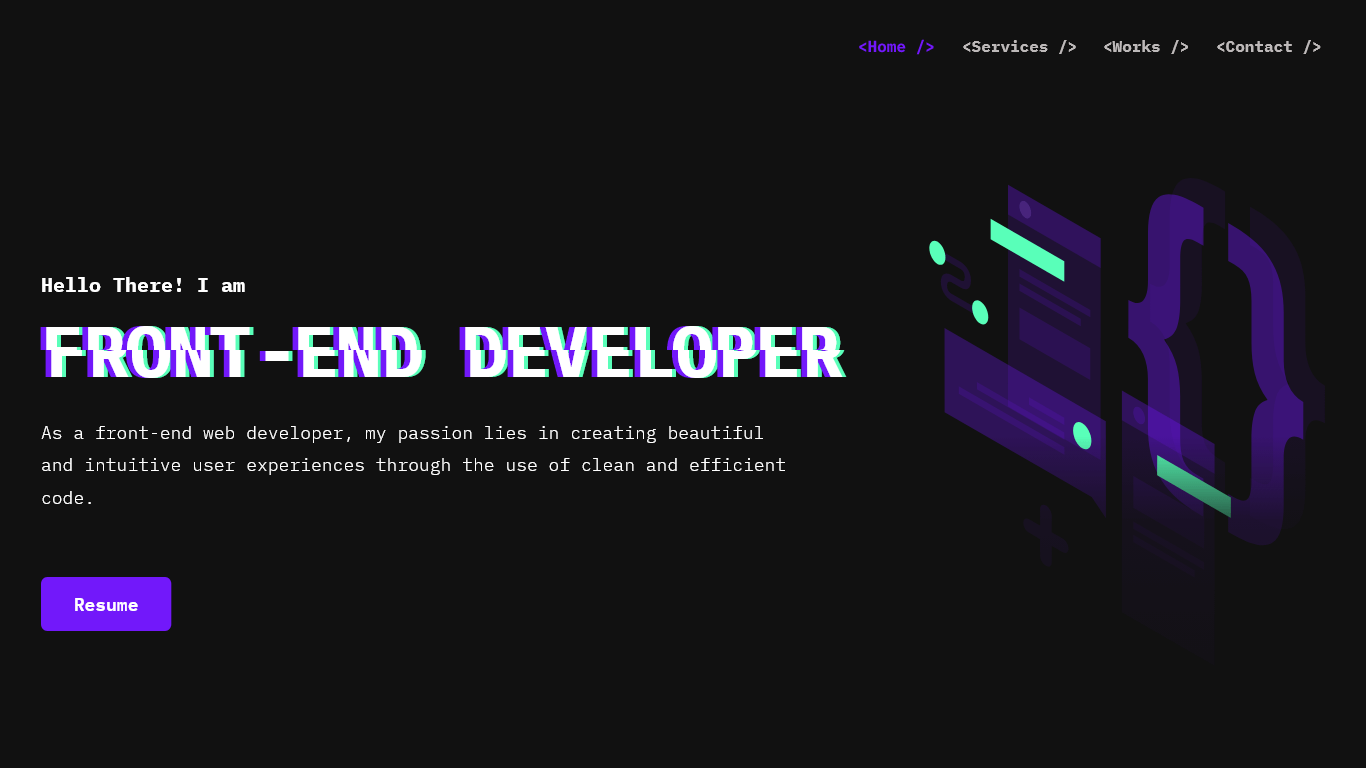 <Home /> <Services /> <Works /> <Contact />
Hello There! I am
FRONT-END DEVELOPER
As a front-end web developer, my passion lies in creating beautiful
and intuitive user experiences through the use of clean and efficient
code.
Resume